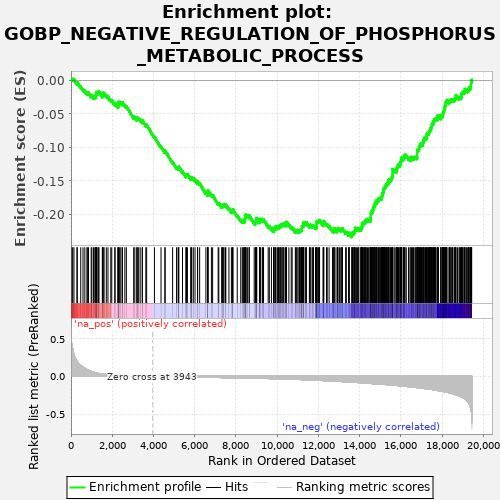 Enrichment plot:
GOBP_NEGATIVE_REGULATION_OF_PHOSPHORUS
_METABOLIC_PROCESS
Enrichment score (ES)
0.00
-0.05
-0.10
-0.15
-0.20
'na_pos' (positively correlated)
Ranked list metric (PreRanked)
0.5
0.0
-0.5
Zero cross at 3943
'na_neg' (negatively correlated)
0 2,000 4,000 6,000 8,000 10,000 12,000 14,000 16,000 18,000 20,000
Rank in Ordered Dataset
Enrichment profile Hits Ranking metric scores